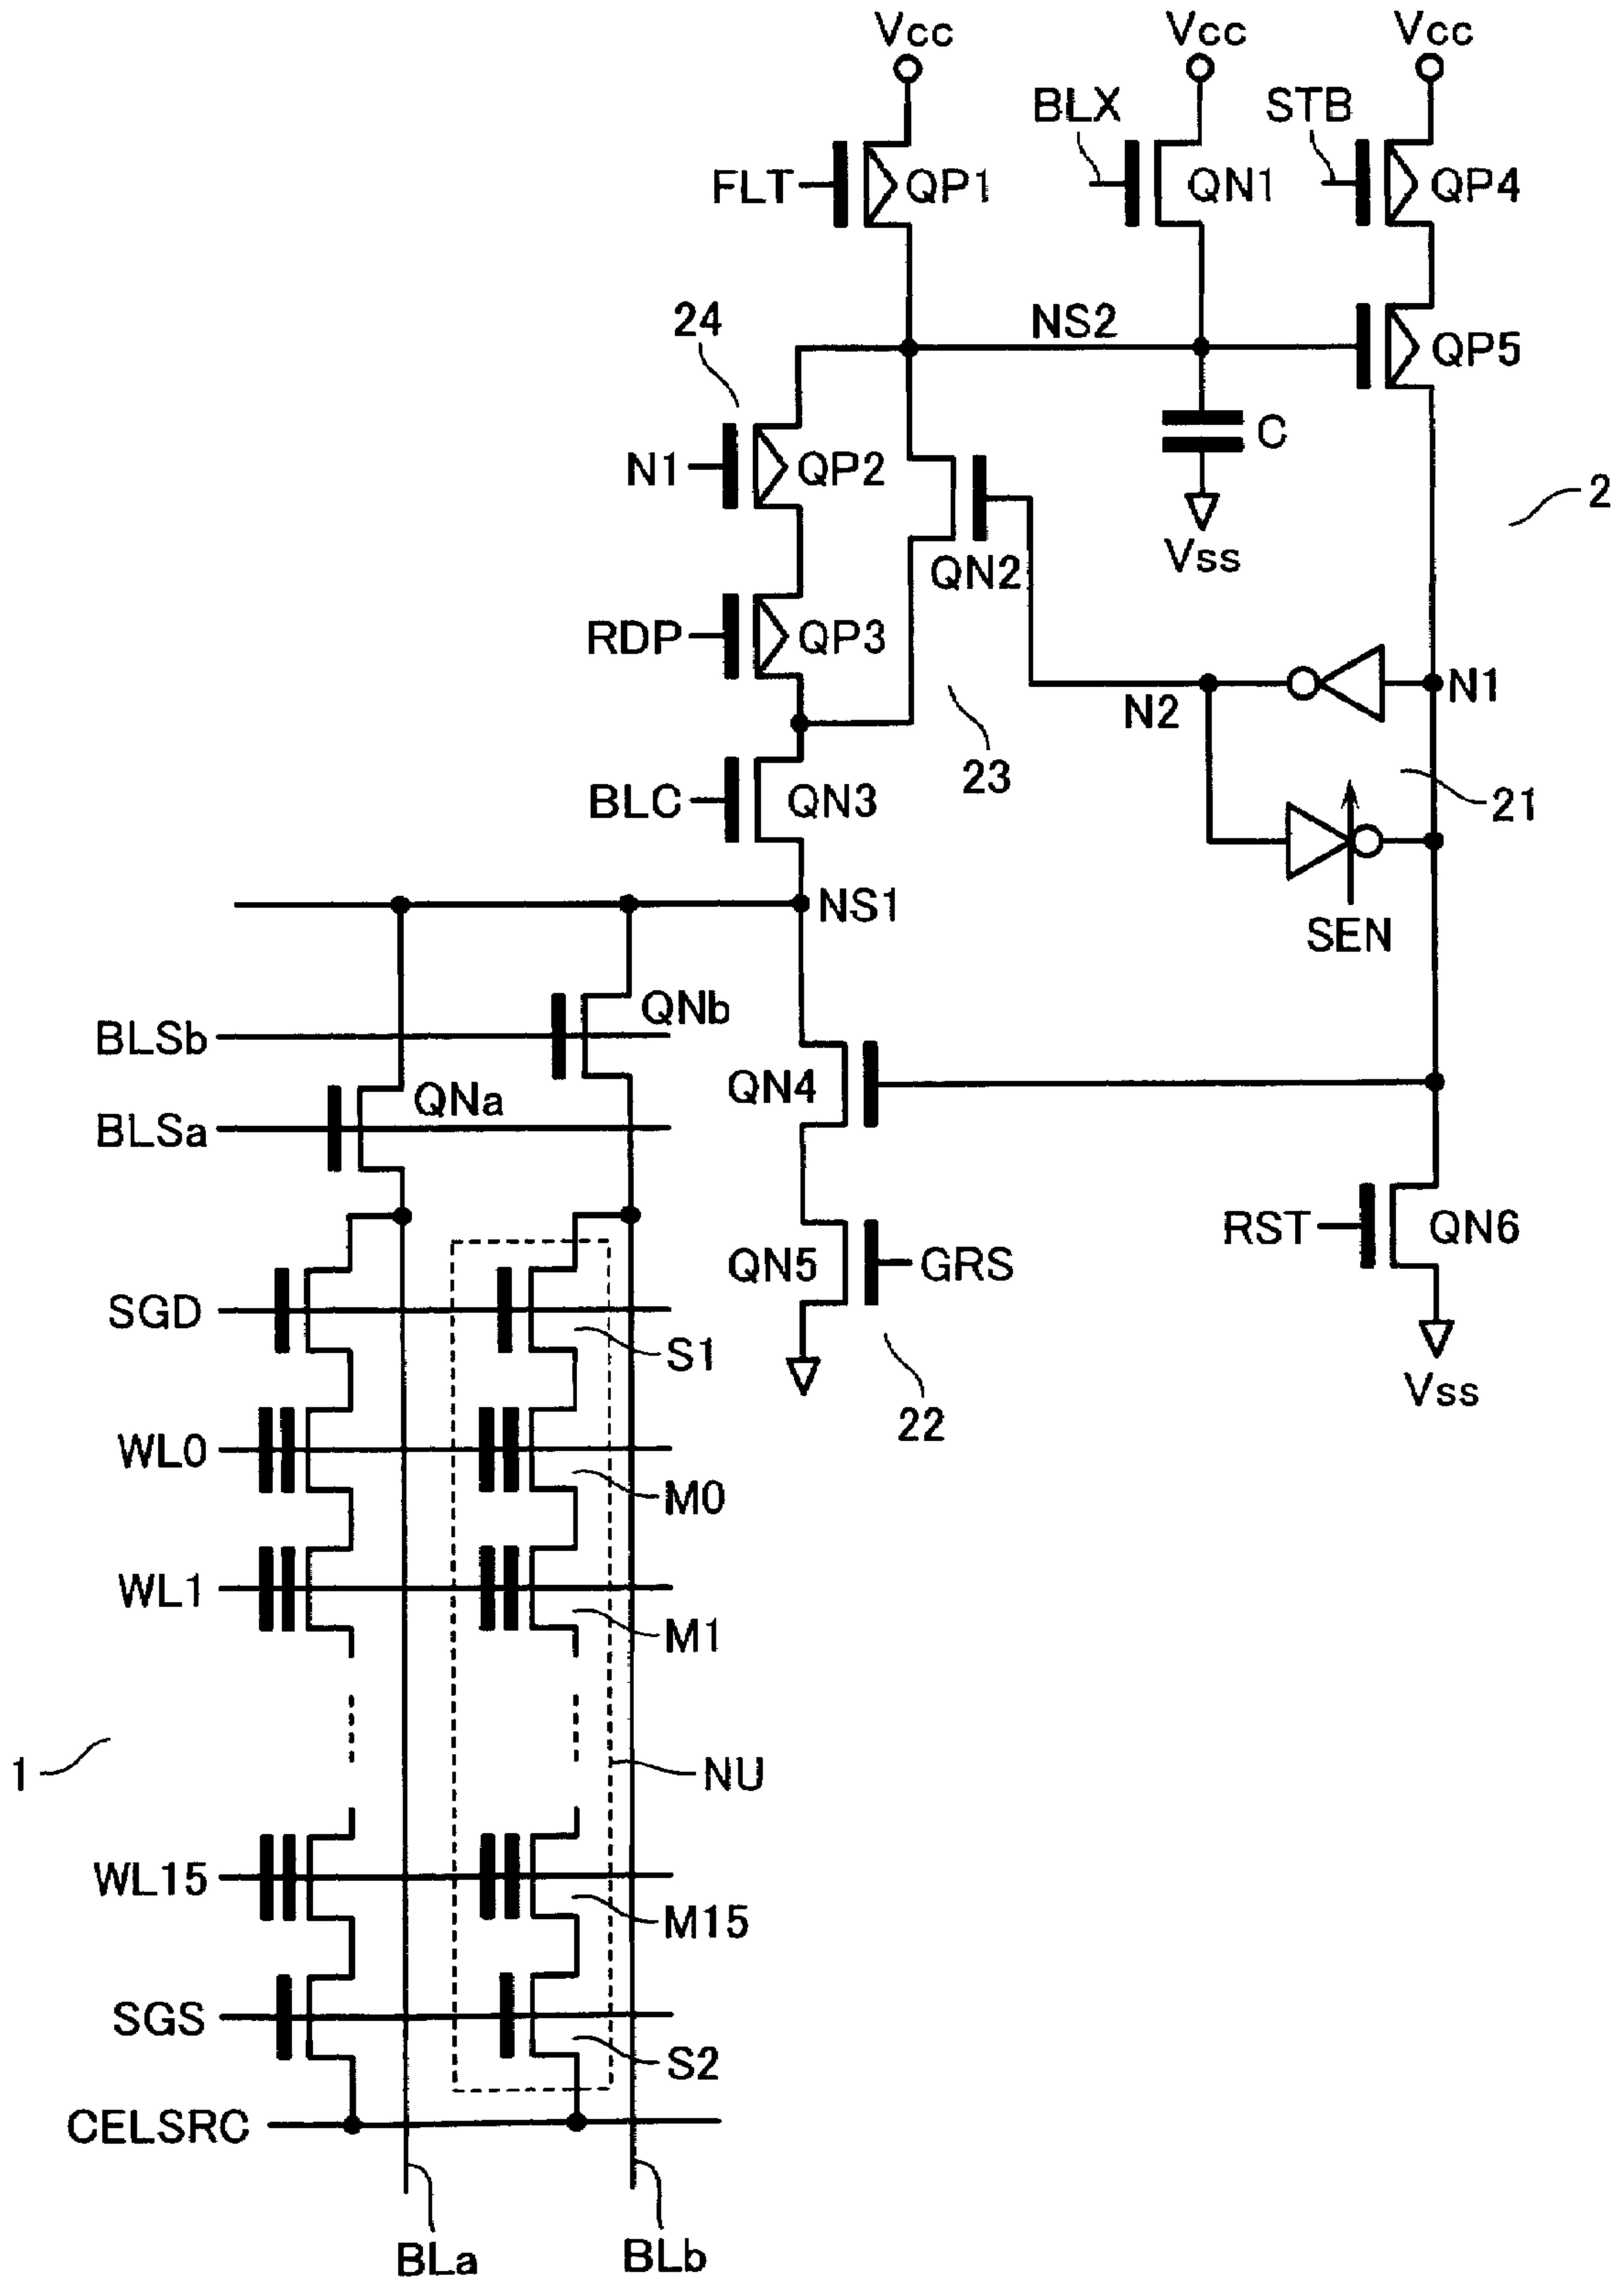 Vcc
Vcc
Vcc
BLX
STB
FLT
QP1
QN1
QP4
24
NS2
QP5
N1
QP2
C
2
Vss
QN2
RDP
QP3
N2
N1
23
BLC
QN3
21
NS1
SEN
BLSb
QNb
QN4
BLSa
QNa
RST
QN6
QN5
GRS
SGD
S1
22
Vss
WL0
M0
WL1
M1
1
NU
WL15
M15
SGS
S2
CELSRC
BLa
BLb